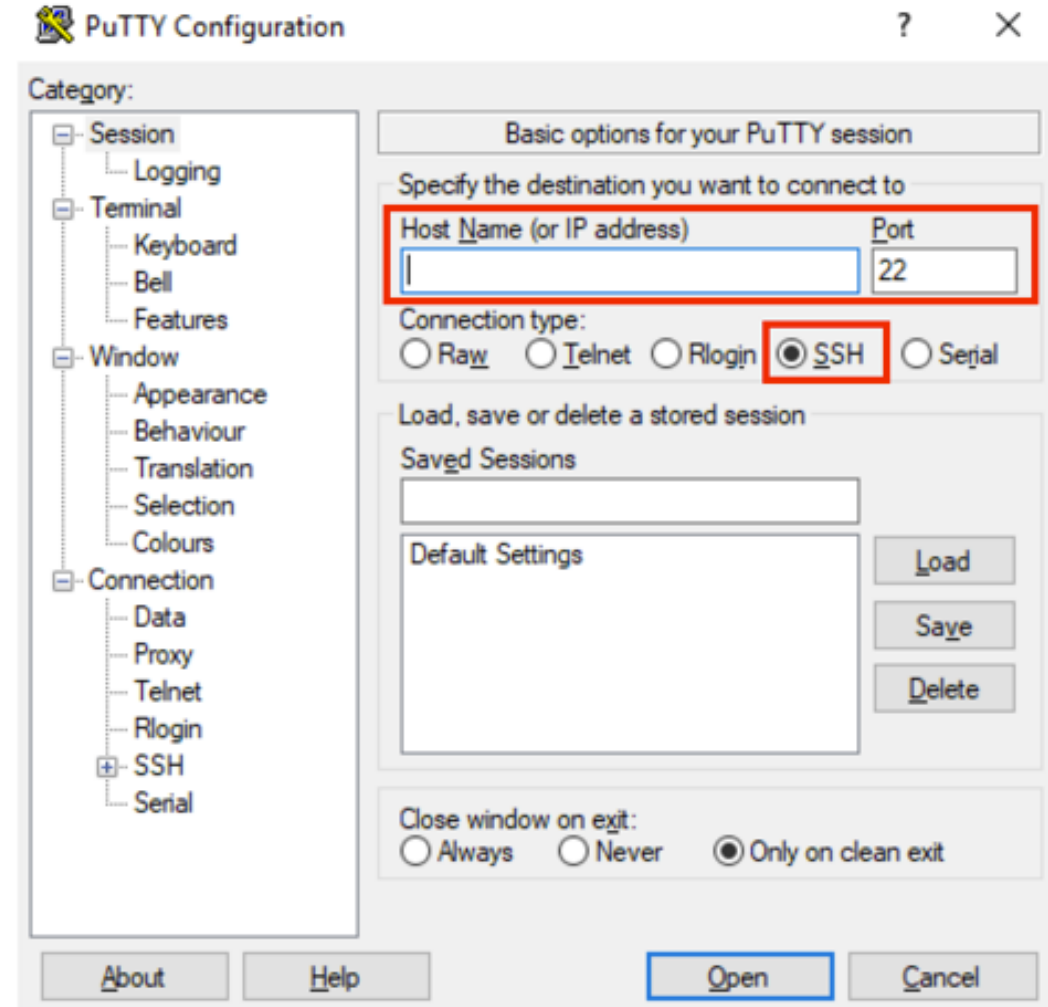 PuTTY Configuration
?
Category:
Session
Logging
Terminal
Keyboard
Bell
Features
Window
Appearance
Behaviour
Translation
Selection
Colours
Connection
Data
Proxy
Telnet
Rlogin
SSH
Serial
Basic options for your PuTTY session
Specify the destination you want to connect to
Host Name (or IP address) Port
22
Connection type:
Raw Telnet Rlogin SSH Serial
Load, save or delete a stored session
Saved Sessions
Default Settings
Load
Save
Delete
Close window on exit:
Always Never Only on clean exit
About Help Open Cancel